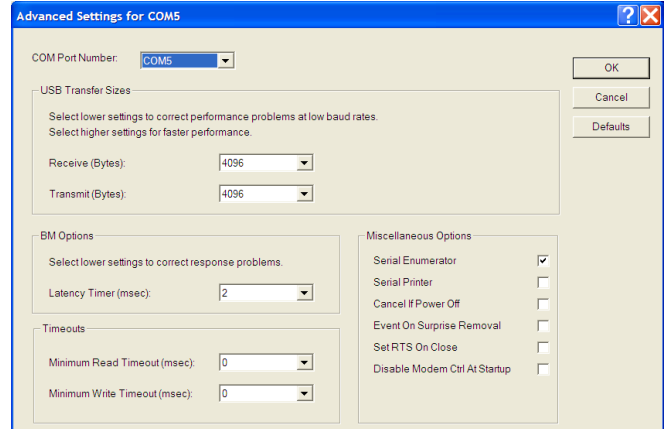 Advanced Settings for COM5
COM Port Number: COM5
OK
Cancel
Defaults
USB Transfer Sizes
Select lower settings to correct performance problems at low baud rates.
Select higher settings for faster performance.
Receive (Bytes): 4096
Transmit (Bytes): 4096
BM Options
Select lower settings to correct response problems.
Latency Timer (msec): 2
Timeouts
Minimum Read Timeout (msec): 0
Minimum Write Timeout (msec): 0
Miscellaneous Options
Serial Enumerator
Serial Printer
Cancel If Power Off
Event On Surprise Removal
Set RTS On Close
Disable Modem Ctrl At Startup